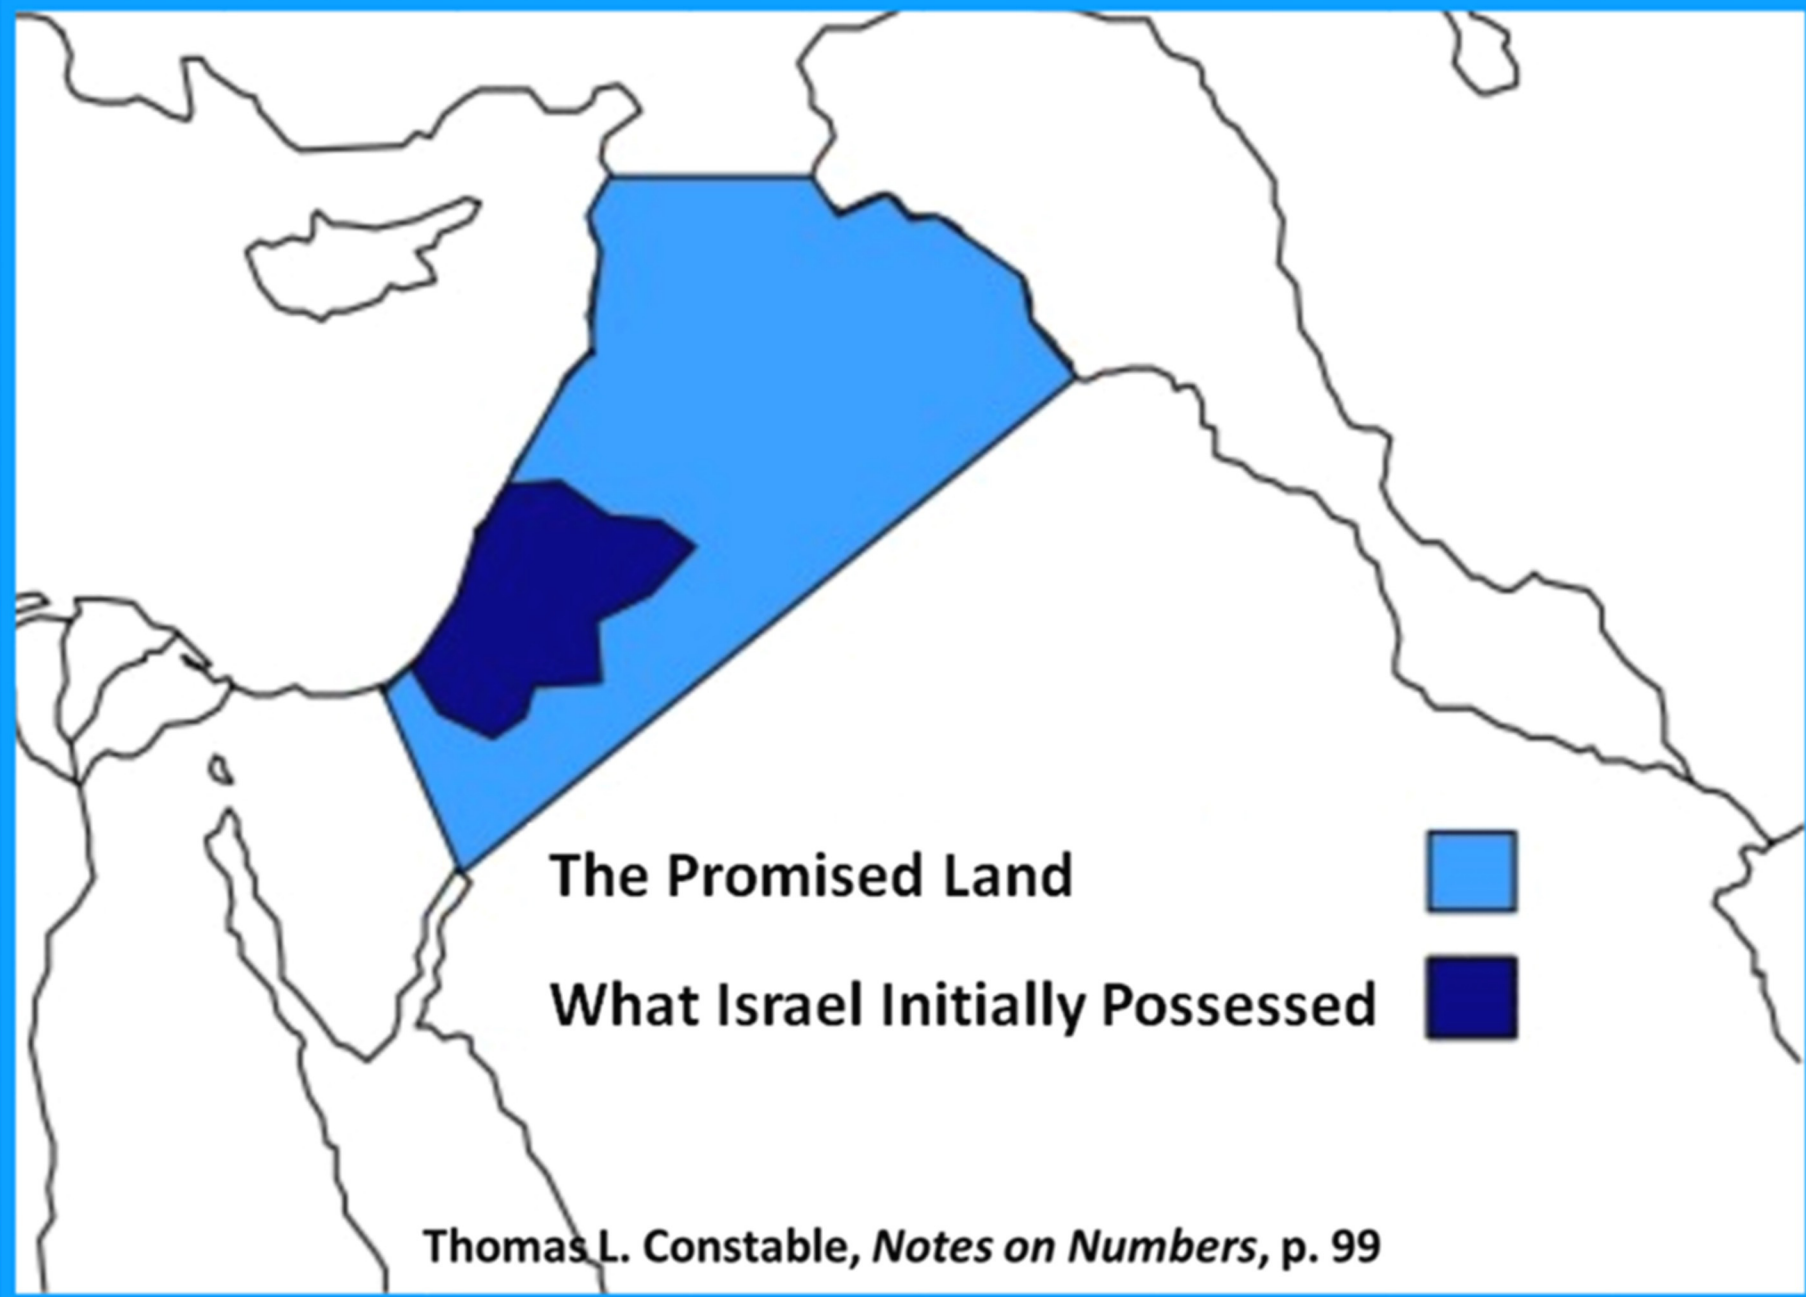 The Promised Land
What Israel Initially Possessed
Thomas L. Constable, Notes on Numbers, p. 99